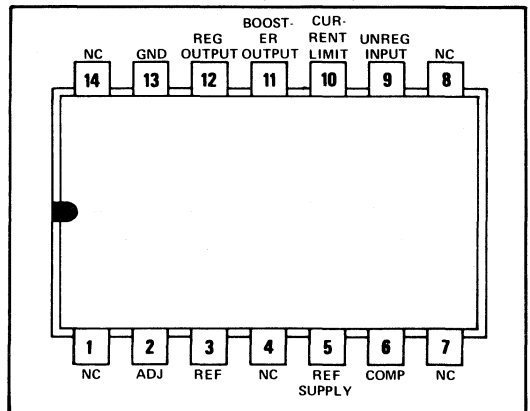 NC
GND
REG
OUTPUT
BOOST-
ER
OUTPUT
CUR-
RENT
LIMIT
UNREG
INPUT
NC
14 13 12 11 10 9 8
1 2 3 4 5 6 7
NC
ADJ
REF
NC
REF
SUPPLY
COMP
NC